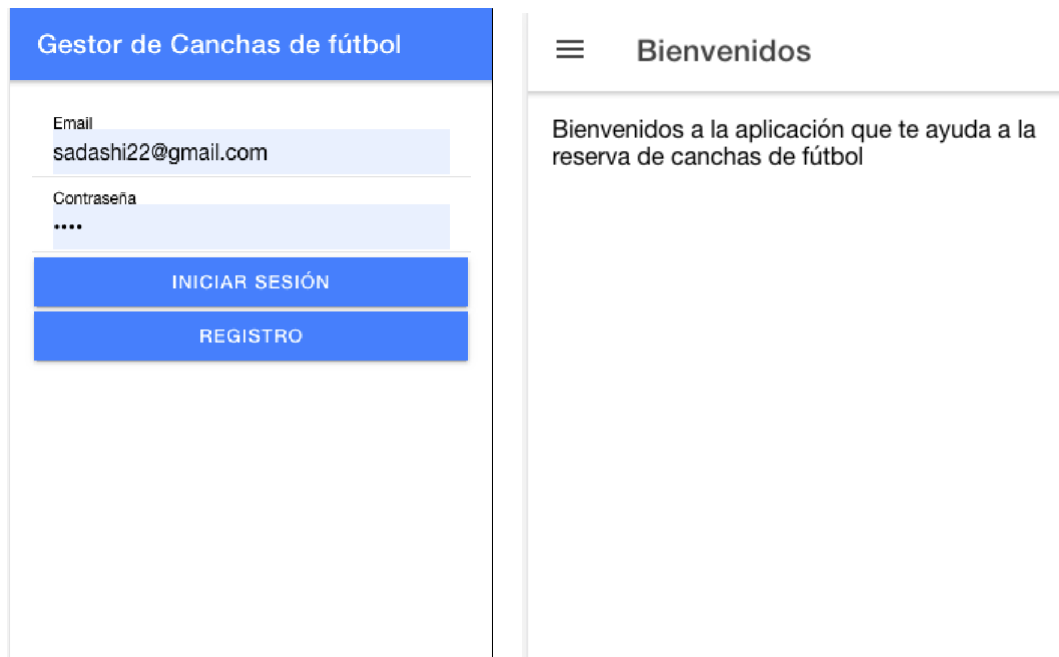 Gestor de Canchas de fútbol
Email
sadashi22@gmail.com
Contraseña
••••
INICIAR SESIÓN
REGISTRO
Bienvenidos
Bienvenidos a la aplicación que te ayuda a la
reserva de canchas de fútbol